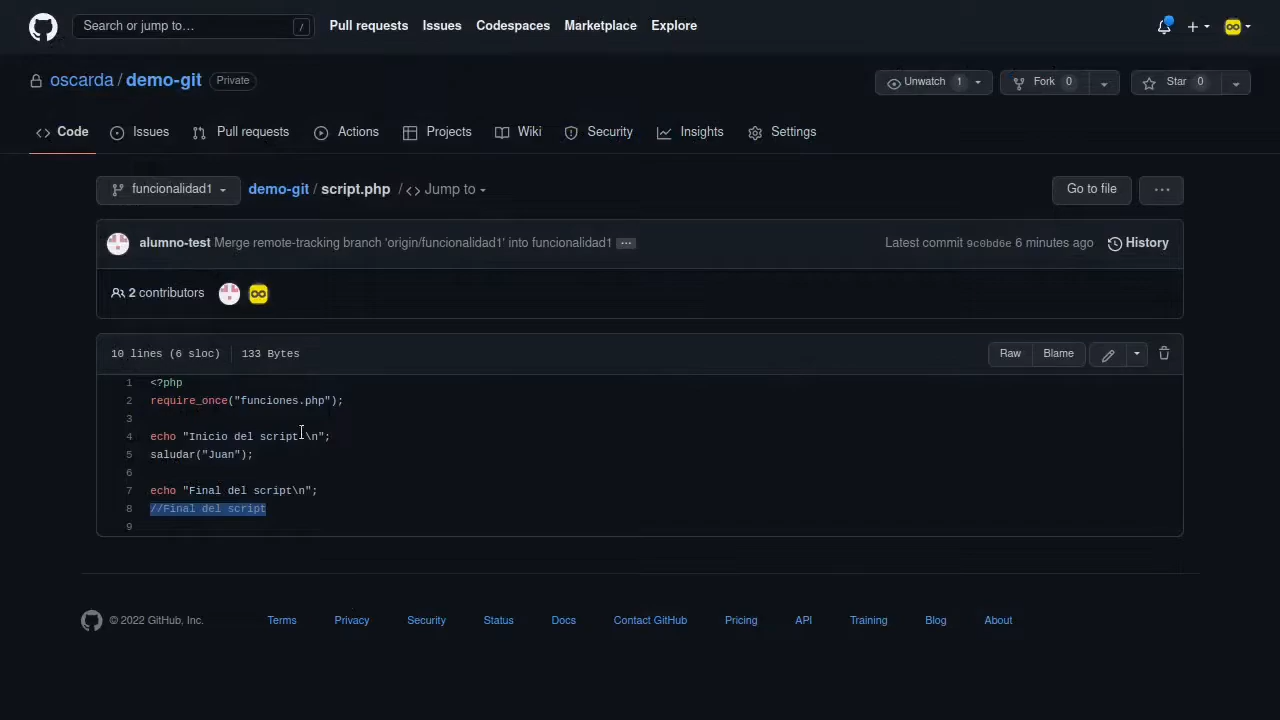 Search or jump to... / Pull requests Issues Codespaces Marketplace Explore
oscarda / demo-git Private Unwatch 1 Fork 0 Star 0
Code Issues Pull requests Actions Projects Wiki Security Insights Settings
funcionalidad1 demo-git / script.php / Jump to Go to file ...
alumno-test Merge remote-tracking branch 'origin/funcionalidad1' into funcionalidad1 ... Latest commit 9c0bd6e 6 minutes ago History
2 contributors
10 lines (6 sloc) 133 Bytes Raw Blame
1 <?php
2 require_once("funciones.php");
3
4 echo "Inicio del script \n";
5 saludar("Juan");
6
7 echo "Final del script\n";
8 //Final del script
9
© 2022 GitHub, Inc. Terms Privacy Security Status Docs Contact GitHub Pricing API Training Blog About